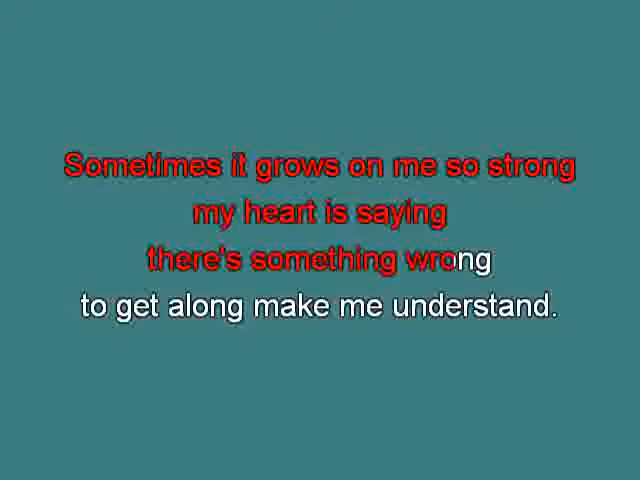 Sometimes it grows on me so strong
my heart is saying
there's something wrong
to get along make me understand.